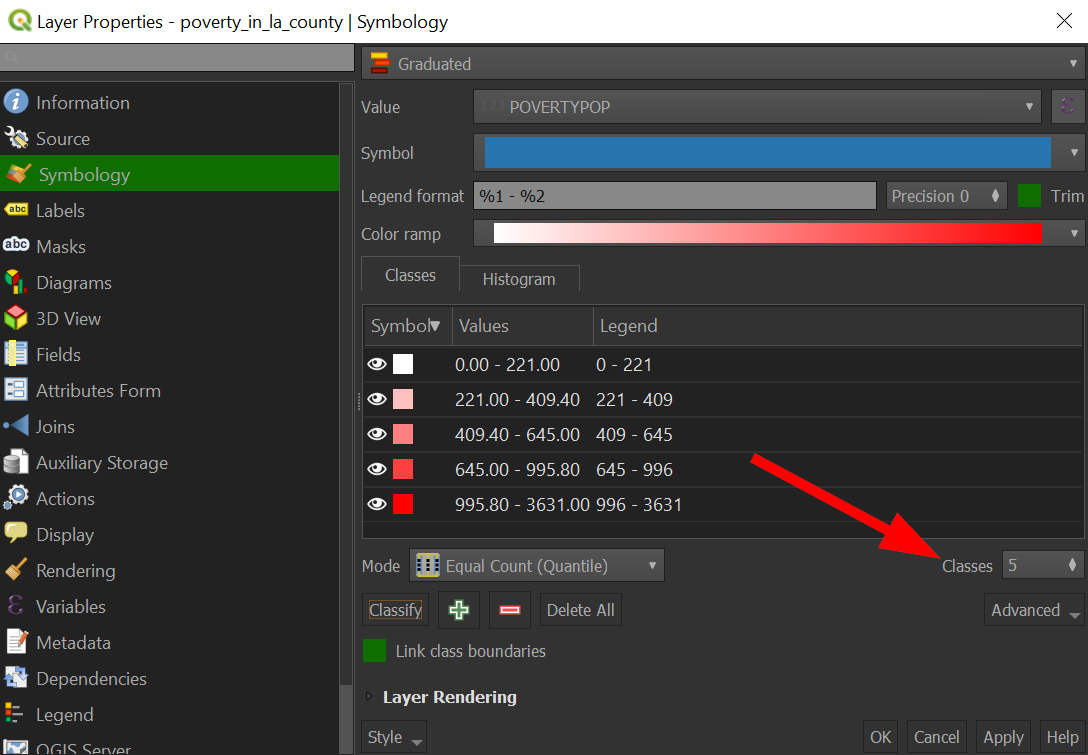 Layer Properties - poverty_in_la_county | Symbology
Information
Source
Symbology
abc Labels
abc Masks
Diagrams
3D View
Fields
Attributes Form
Joins
Auxiliary Storage
Actions
Display
Rendering
Variables
Metadata
Dependencies
Legend
QGIS Server
Graduated
Value 123 POVERTYPOP
Symbol
Legend format %1 - %2 Precision 0 Trim
Color ramp
Classes Histogram
Symbol Values Legend
0.00 - 221.00 0 - 221
221.00 - 409.40 221 - 409
409.40 - 645.00 409 - 645
645.00 - 995.80 645 - 996
995.80 - 3631.00 996 - 3631
Mode Equal Count (Quantile) Classes 5
Classify Delete All Advanced
Link class boundaries
Layer Rendering
Style OK Cancel Apply Help